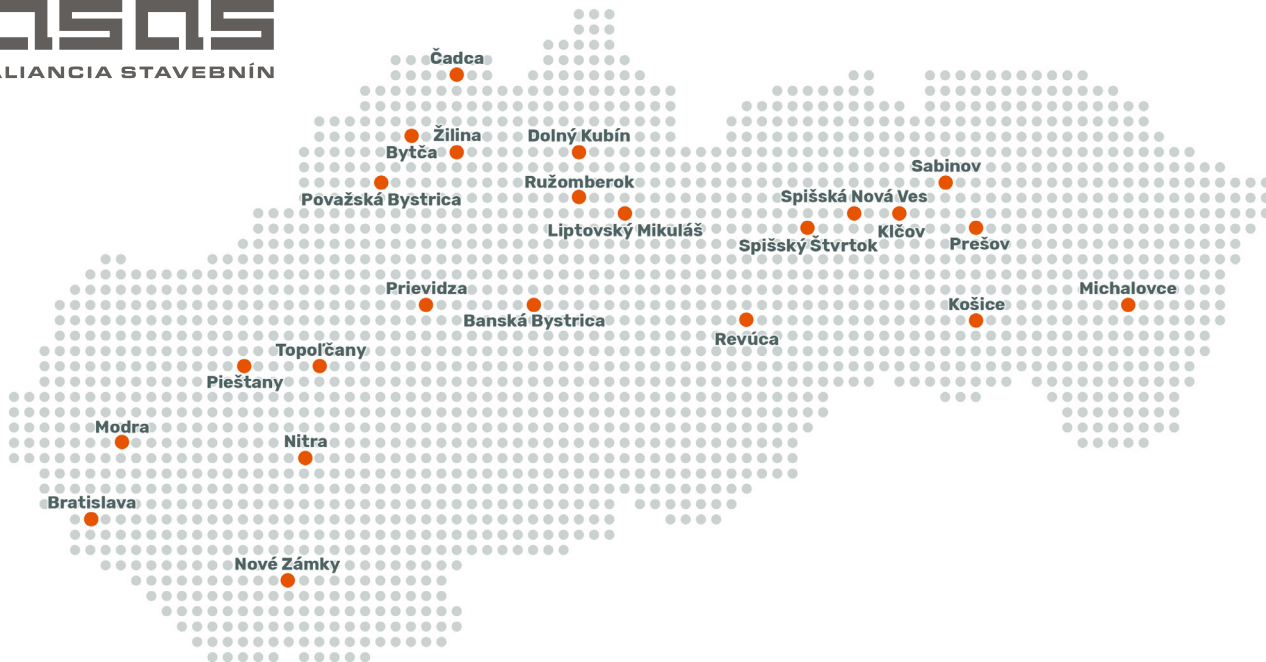 asas
ALIANCIA STAVEBNÍN
Čadca
Bytča
Žilina
Dolný Kubín
Považská Bystrica
Ružomberok
Liptovský Mikuláš
Sabinov
Spišská Nová Ves
Klčov
Spišský Štvrtok
Prešov
Prievidza
Banská Bystrica
Michalovce
Košice
Revúca
Topoľčany
Pieštany
Modra
Nitra
Bratislava
Nové Zámky